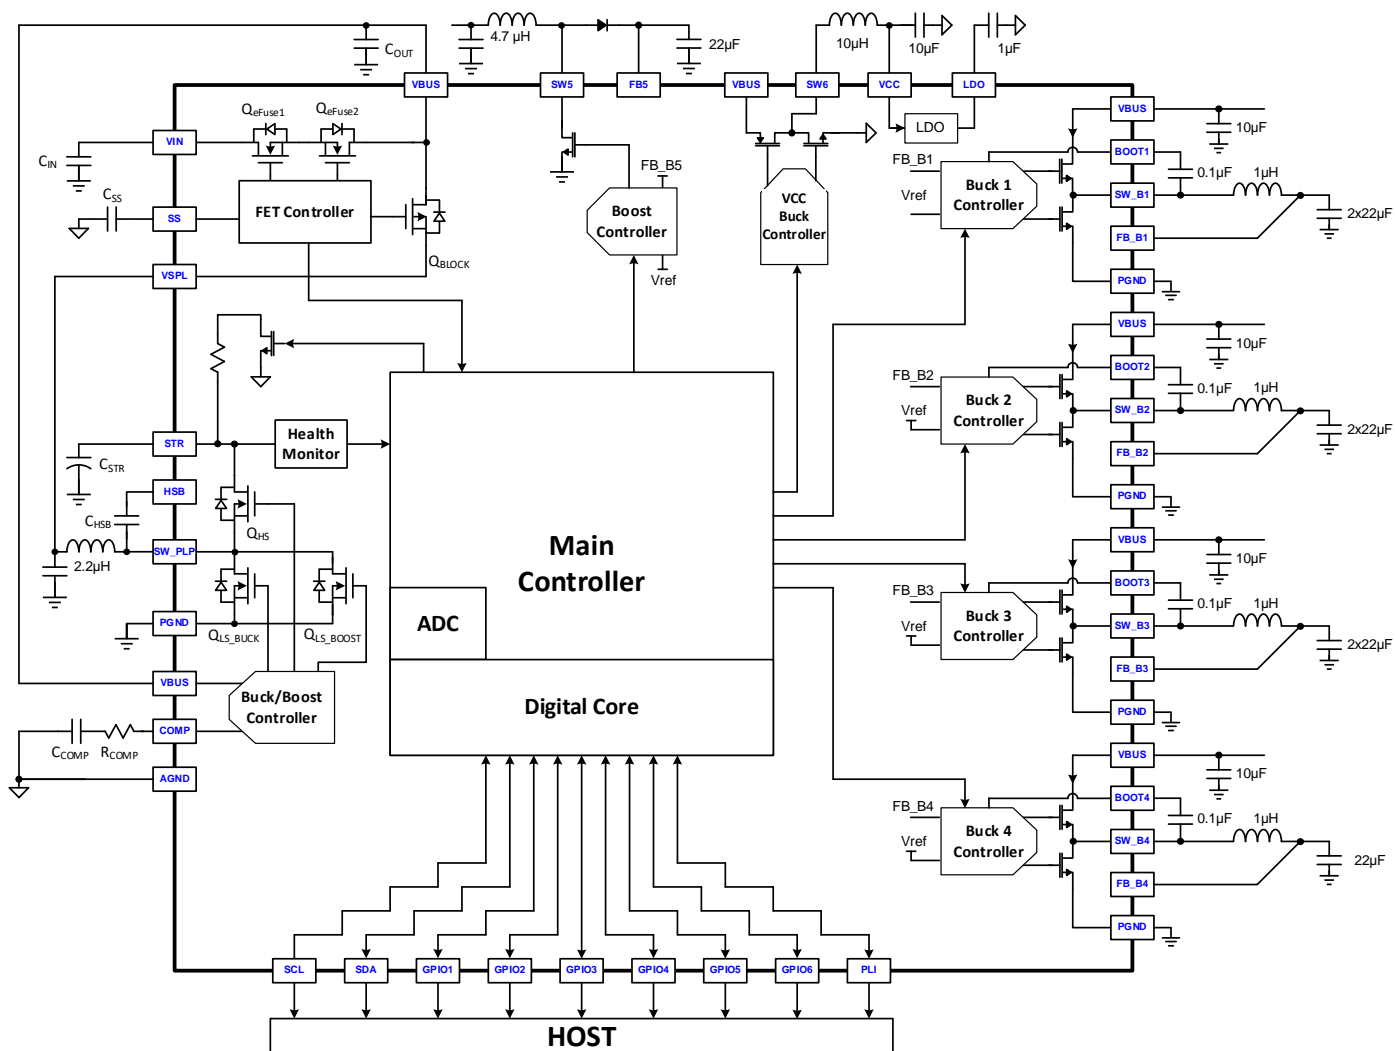 4.7 µH
22µF
10µH
10µF
1µF
COUT
VBUS
SW5
FB5
VBUS
SW6
VCC
LDO
QeFuse1
QeFuse2
VIN
CIN
CSS
SS
FET Controller
VSPL
QBLOCK
FB_B5
Boost
Controller
Vref
VCC
Buck
Controller
LDO
FB_B1
Vref
Buck 1
Controller
VBUS
10µF
BOOT1
0.1µF
1µH
SW_B1
2x22µF
FB_B1
PGND
FB_B2
Vref
Buck 2
Controller
VBUS
10µF
BOOT2
0.1µF
1µH
SW_B2
2x22µF
FB_B2
PGND
FB_B3
Vref
Buck 3
Controller
VBUS
10µF
BOOT3
0.1µF
1µH
SW_B3
2x22µF
FB_B3
PGND
FB_B4
Vref
Buck 4
Controller
VBUS
10µF
BOOT4
0.1µF
1µH
SW_B4
22µF
FB_B4
PGND
STR
CSTR
Health
Monitor
HSB
CHSB
QHS
SW_PLP
2.2µH
PGND
QLS_BUCK
QLS_BOOST
VBUS
Buck/Boost
Controller
COMP
CCOMP
RCOMP
AGND
Main
Controller
ADC
Digital Core
SCL
SDA
GPIO1
GPIO2
GPIO3
GPIO4
GPIO5
GPIO6
PLI
HOST